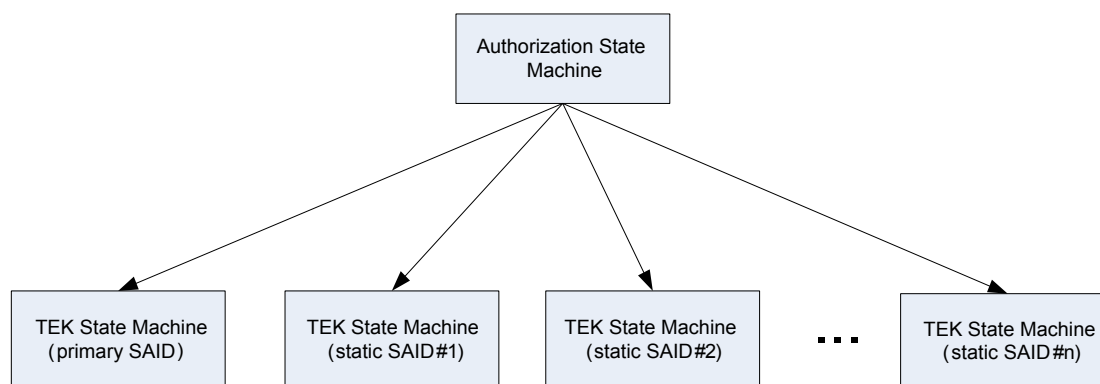 Authorization State
Machine
TEK State Machine
(primary SAID)
TEK State Machine
(static SAID#1)
TEK State Machine
(static SAID#2)
...
TEK State Machine
(static SAID#n)